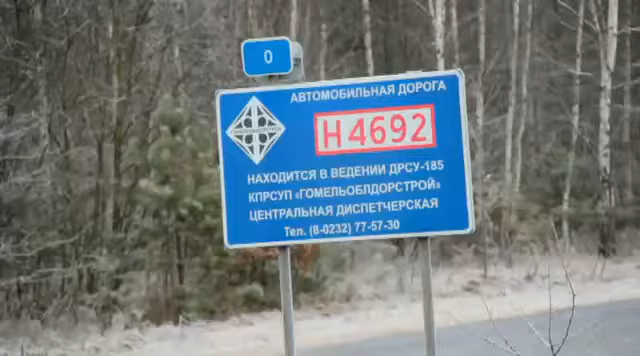 0
АВТОМОБИЛЬНАЯ ДОРОГА
Н4692
НАХОДИТСЯ В ВЕДЕНИИ ДРСУ-185
КПРСУП "ГОМЕЛЬОБЛДОРСТРОЙ"
ЦЕНТРАЛЬНАЯ ДИСПЕТЧЕРСКАЯ
Тел. (8-0232) 77-57-30